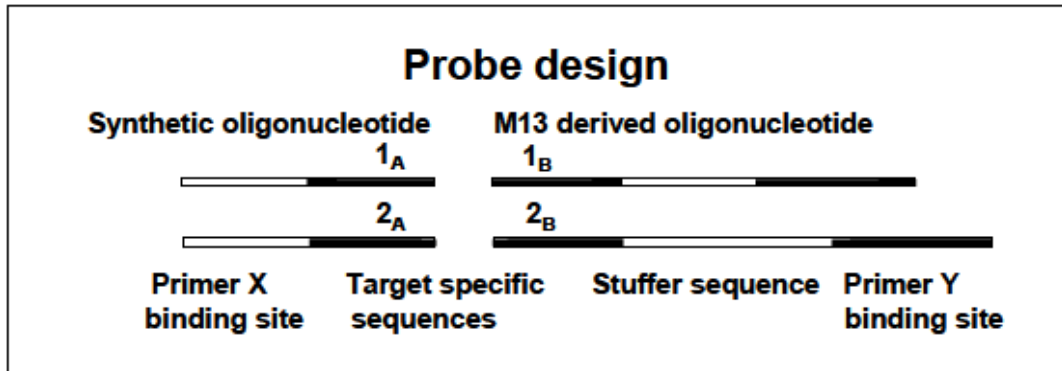 Probe design
Synthetic oligonucleotide M13 derived oligonucleotide
1A 1B
2A 2B
Primer X Target specific Stuffer sequence Primer Y
binding site sequences binding site